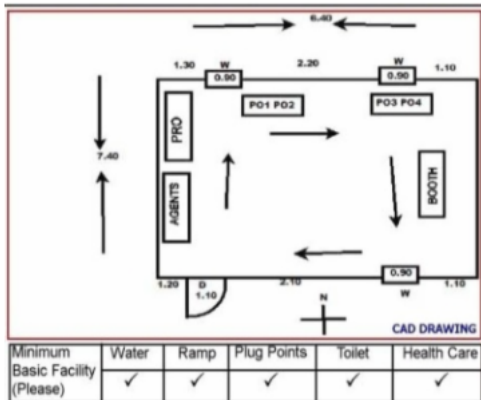 6.40
1.30 W 2.20 W 1.10
0.90 0.90
PO1 PO2 PO3 PO4
PRO
7.40
AGENTS
BOOTH
0.90
1.20 D 2.10 W 1.10
1.10
N
CAD DRAWING
Minimum Basic Facility (Please) Water Ramp Plug Points Toilet Health Care
✓ ✓ ✓ ✓ ✓